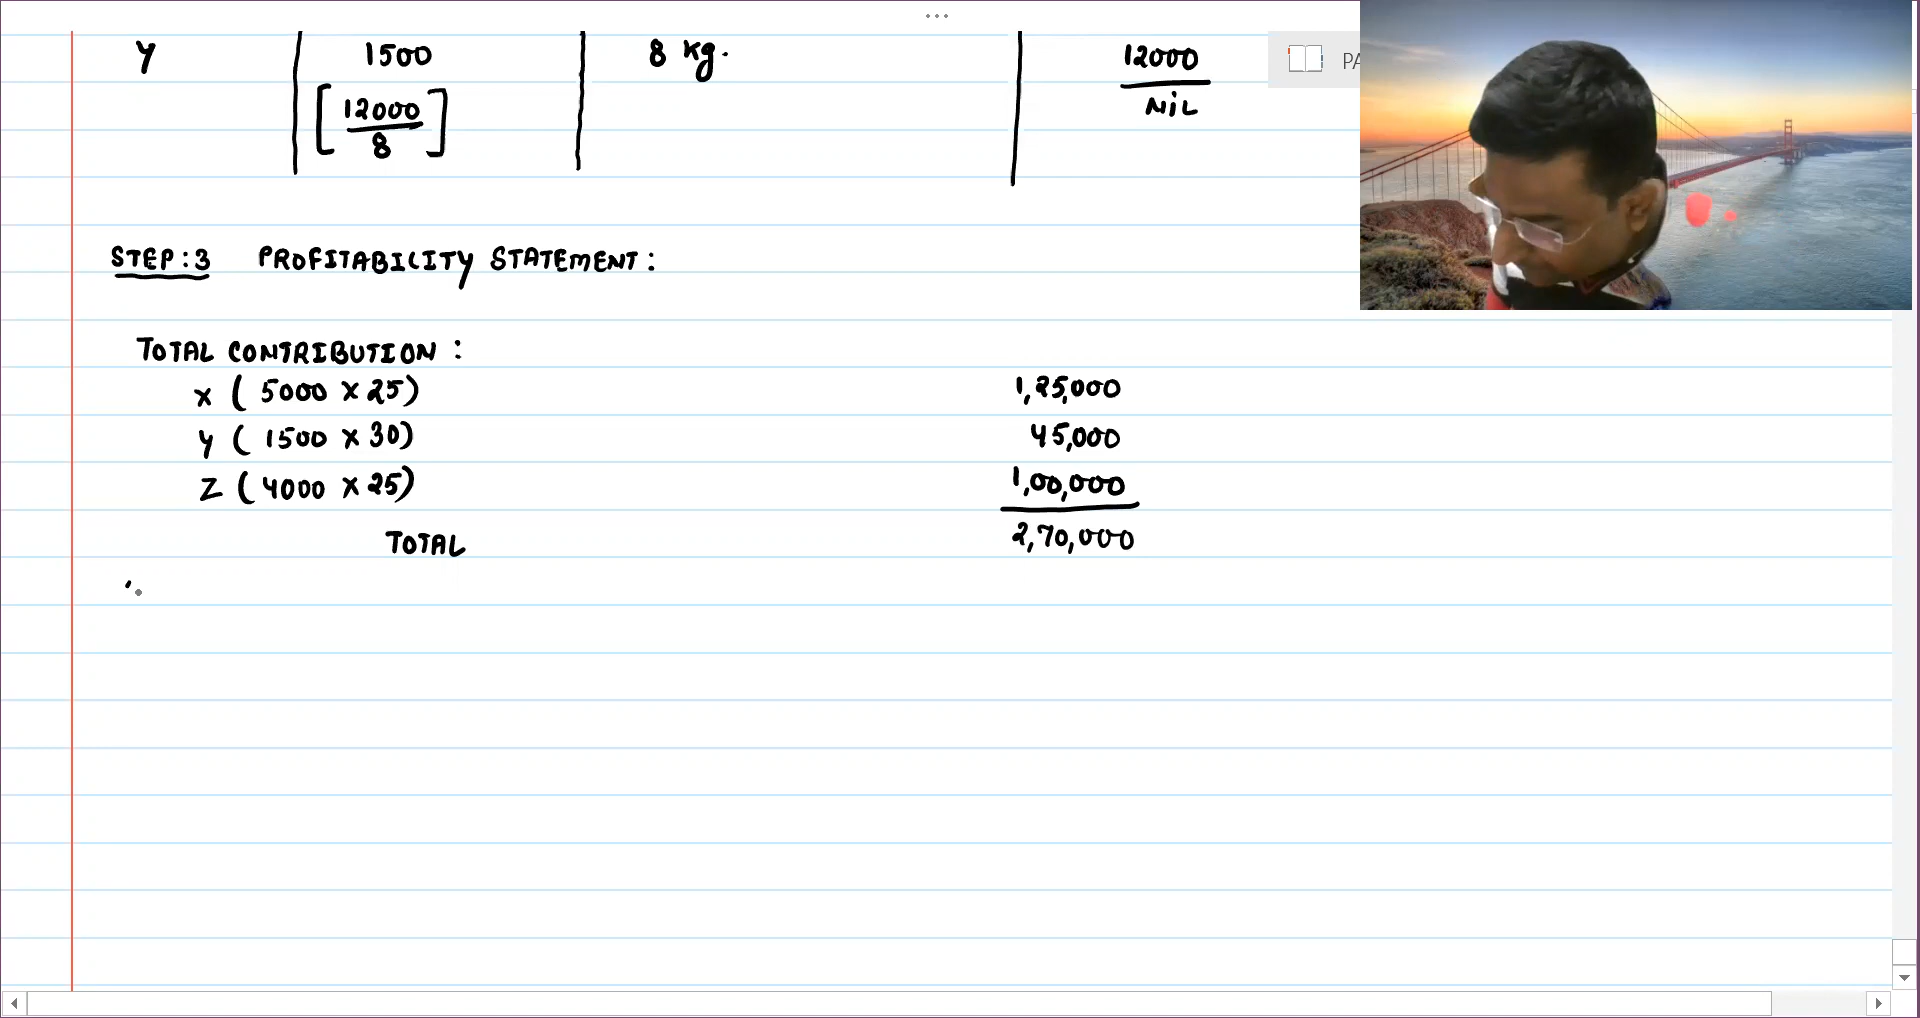 Y 1500 8 kg. 12000
[12000/8] NIL
PA
STEP:3 PROFITABILITY STATEMENT:
TOTAL CONTRIBUTION:
X (5000 × 25) 1,25,000
Y (1500 × 30) 45,000
Z (4000 × 25) 1,00,000
TOTAL 2,70,000